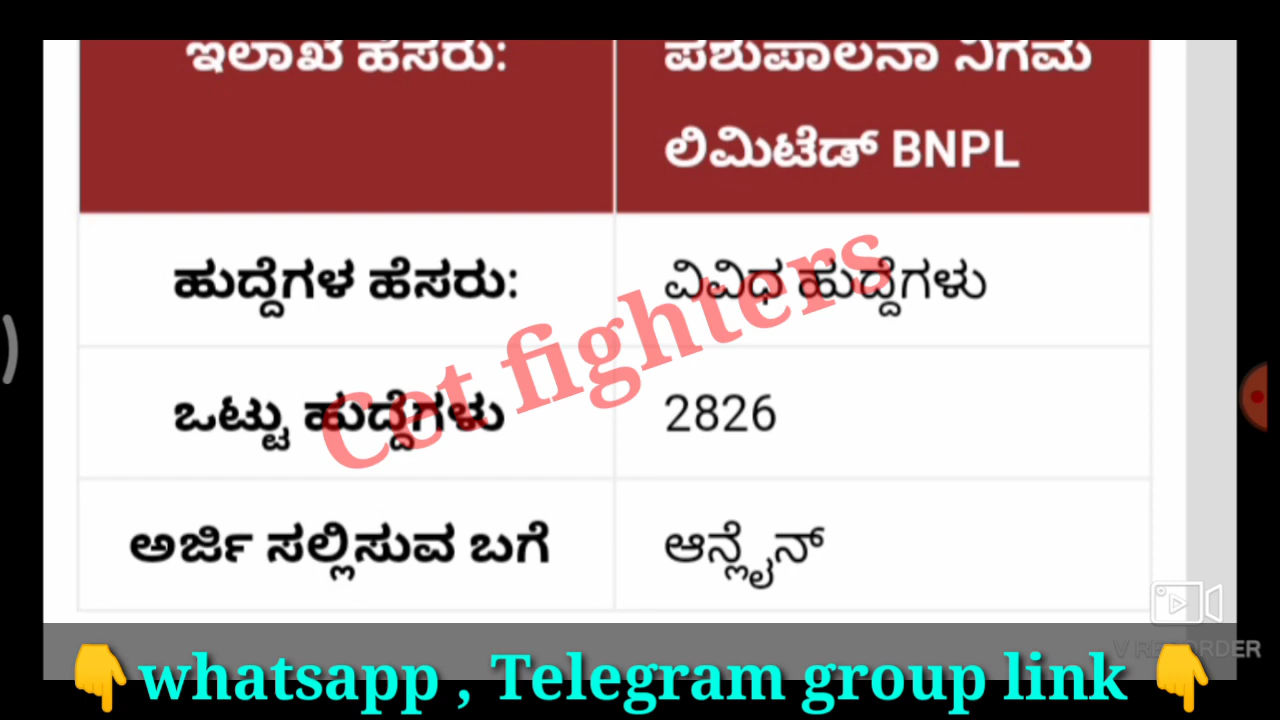 ಇಲಾಖೆ ಹೆಸರು: ಪಶುಪಾಲನಾ ನಿಗಮ
ಲಿಮಿಟೆಡ್ BNPL
ಹುದ್ದೆಗಳ ಹೆಸರು: ವಿವಿಧ ಹುದ್ದೆಗಳು
Cet fighters
ಒಟ್ಟು ಹುದ್ದೆಗಳು 2826
ಅರ್ಜಿ ಸಲ್ಲಿಸುವ ಬಗೆ ಆನ್ಲೈನ್
V RECORDER
👇whatsapp , Telegram group link 👇